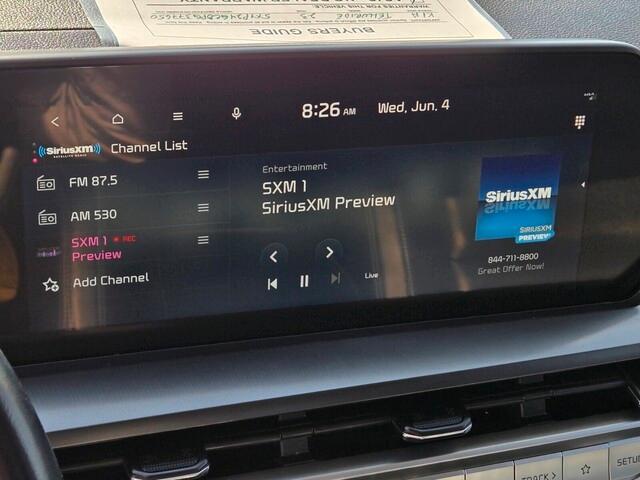 BUYERS GUIDE
8:26 AM
Wed, Jun. 4
SiriusXM
Channel List
FM 87.5
AM 530
SXM 1 REC
Preview
Add Channel
Entertainment
SXM 1
SiriusXM Preview
Live
SiriusXM
SIRIUSXM
PREVIEW
844-711-8800
Great Offer Now!
TRACK >
SETUP